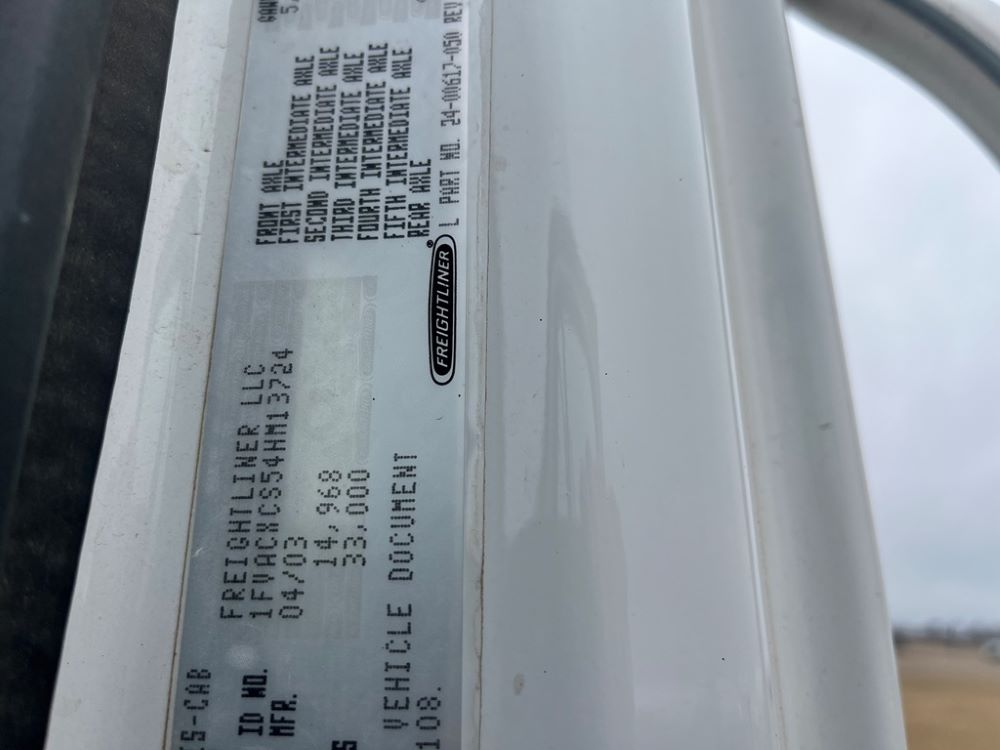 IS-CAB
FREIGHTLINER LLC
ID NO. 1FVACXCS54HM13724
MFR. 04/03
14,968
33,000
VEHICLE DOCUMENT
108.
FRONT AXLE
FIRST INTERMEDIATE AXLE
SECOND INTERMEDIATE AXLE
THIRD INTERMEDIATE AXLE
FOURTH INTERMEDIATE AXLE
FIFTH INTERMEDIATE AXLE
REAR AXLE
FREIGHTLINER®
L PART NO. 24-00617-050 REV